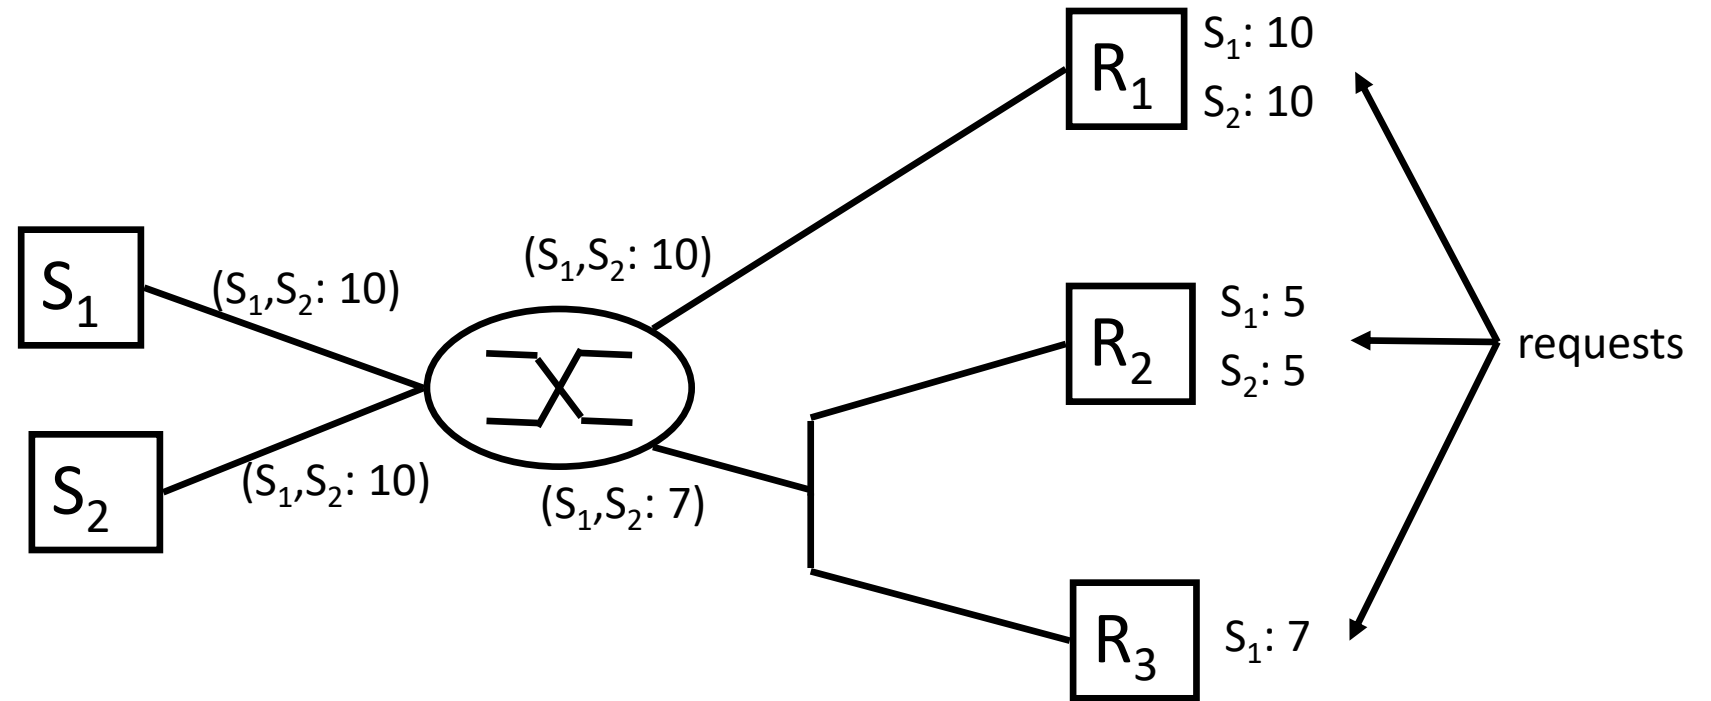 S₁
S₂
(S₁,S₂: 10)
(S₁,S₂: 10)
(S₁,S₂: 10)
(S₁,S₂: 7)
R₁
S₁: 10
S₂: 10
R₂
S₁: 5
S₂: 5
R₃
S₁: 7
requests